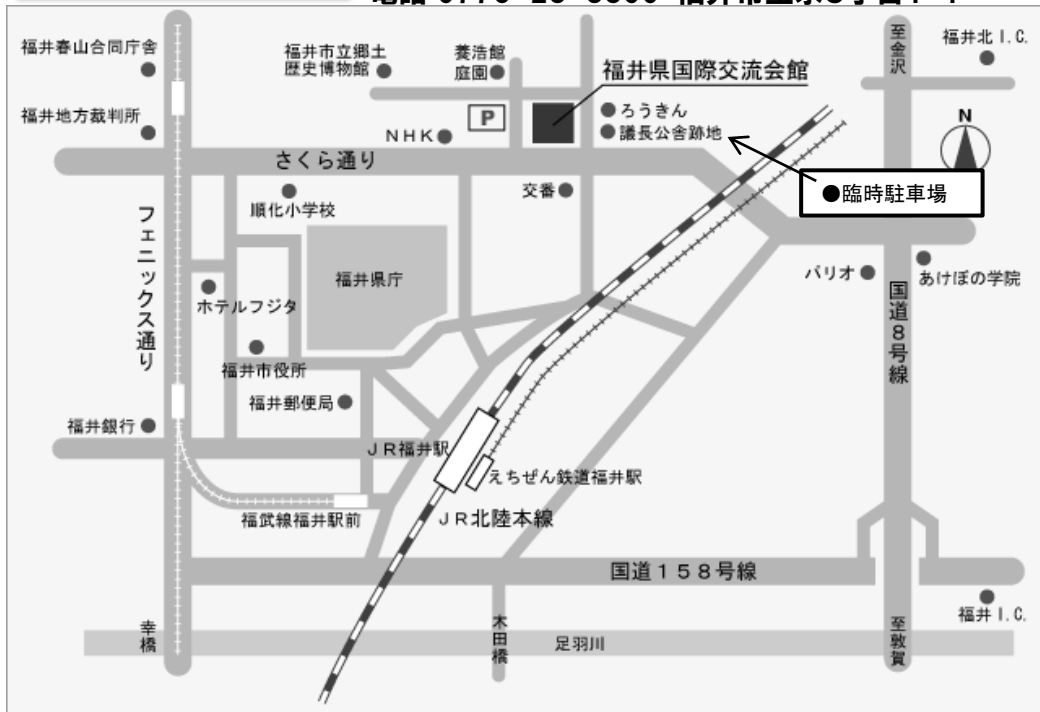 福井春山合同庁舎
福井地方裁判所
福井市立郷土
歴史博物館
養浩館
庭園
福井県国際交流会館
至金沢
福井北I.C.
P
NHK
●ろうきん
●議長公舎跡地
N
さくら通り
●臨時駐車場
順化小学校
交番
フェニックス通り
福井県庁
ホテルフジタ
パリオ
あけぼの学院
国道8号線
福井市役所
福井郵便局
福井銀行
JR福井駅
えちぜん鉄道福井駅
福武線福井駅前
JR北陸本線
国道158号線
福井I.C.
幸橋
木田橋
足羽川
至敦賀